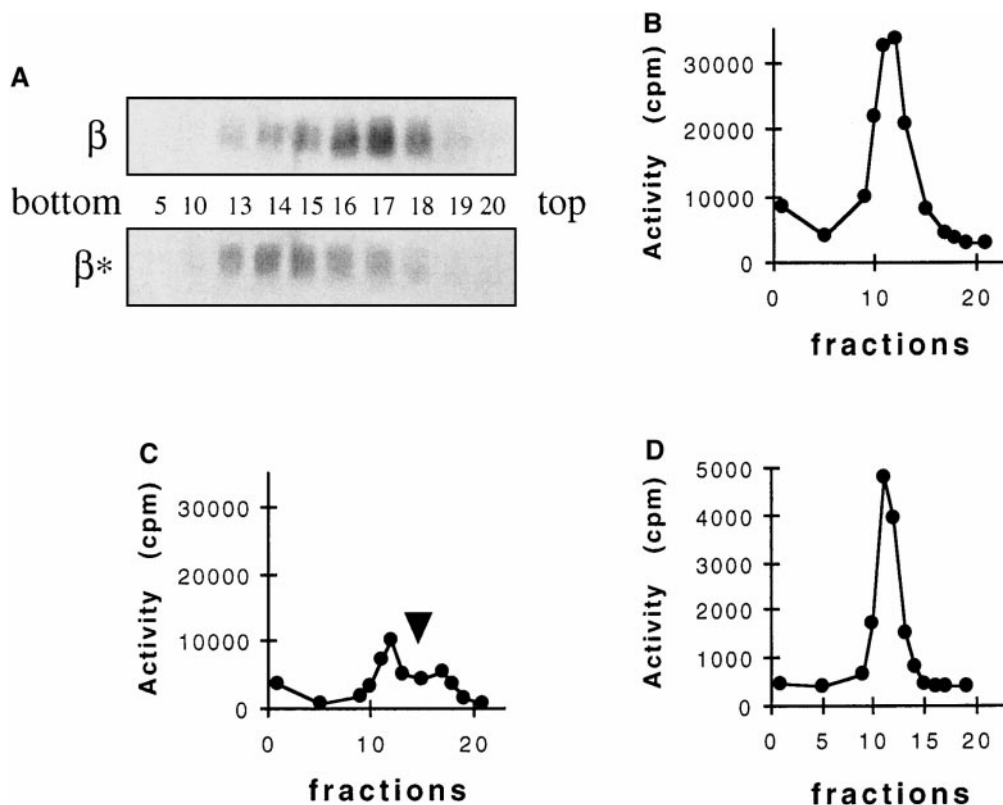 A
β
bottom 5 10 13 14 15 16 17 18 19 20 top
β*
B
Activity (cpm)
30000
20000
10000
0
0 10 20
fractions
C
Activity (cpm)
30000
20000
10000
0
0 10 20
fractions
D
Activity (cpm)
5000
4000
3000
2000
1000
0
0 5 10 15 20
fractions